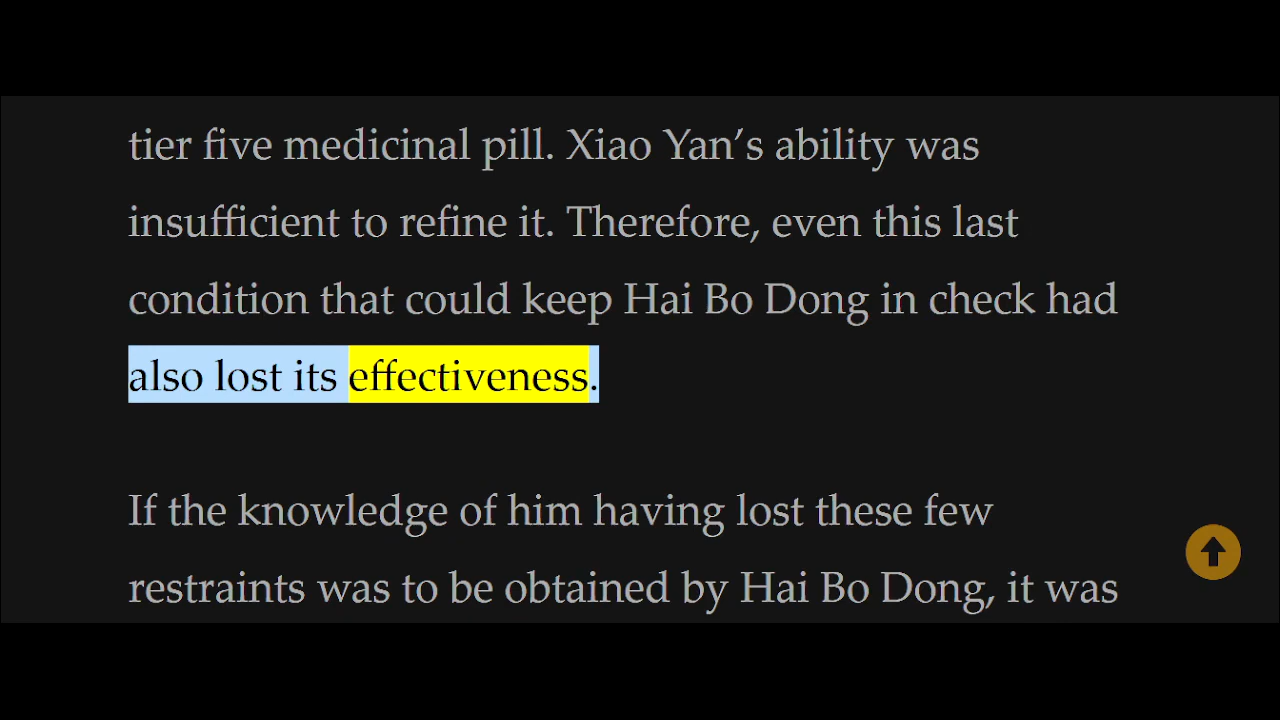 tier five medicinal pill. Xiao Yan’s ability was
insufficient to refine it. Therefore, even this last
condition that could keep Hai Bo Dong in check had
also lost its effectiveness.
If the knowledge of him having lost these few
restraints was to be obtained by Hai Bo Dong, it was